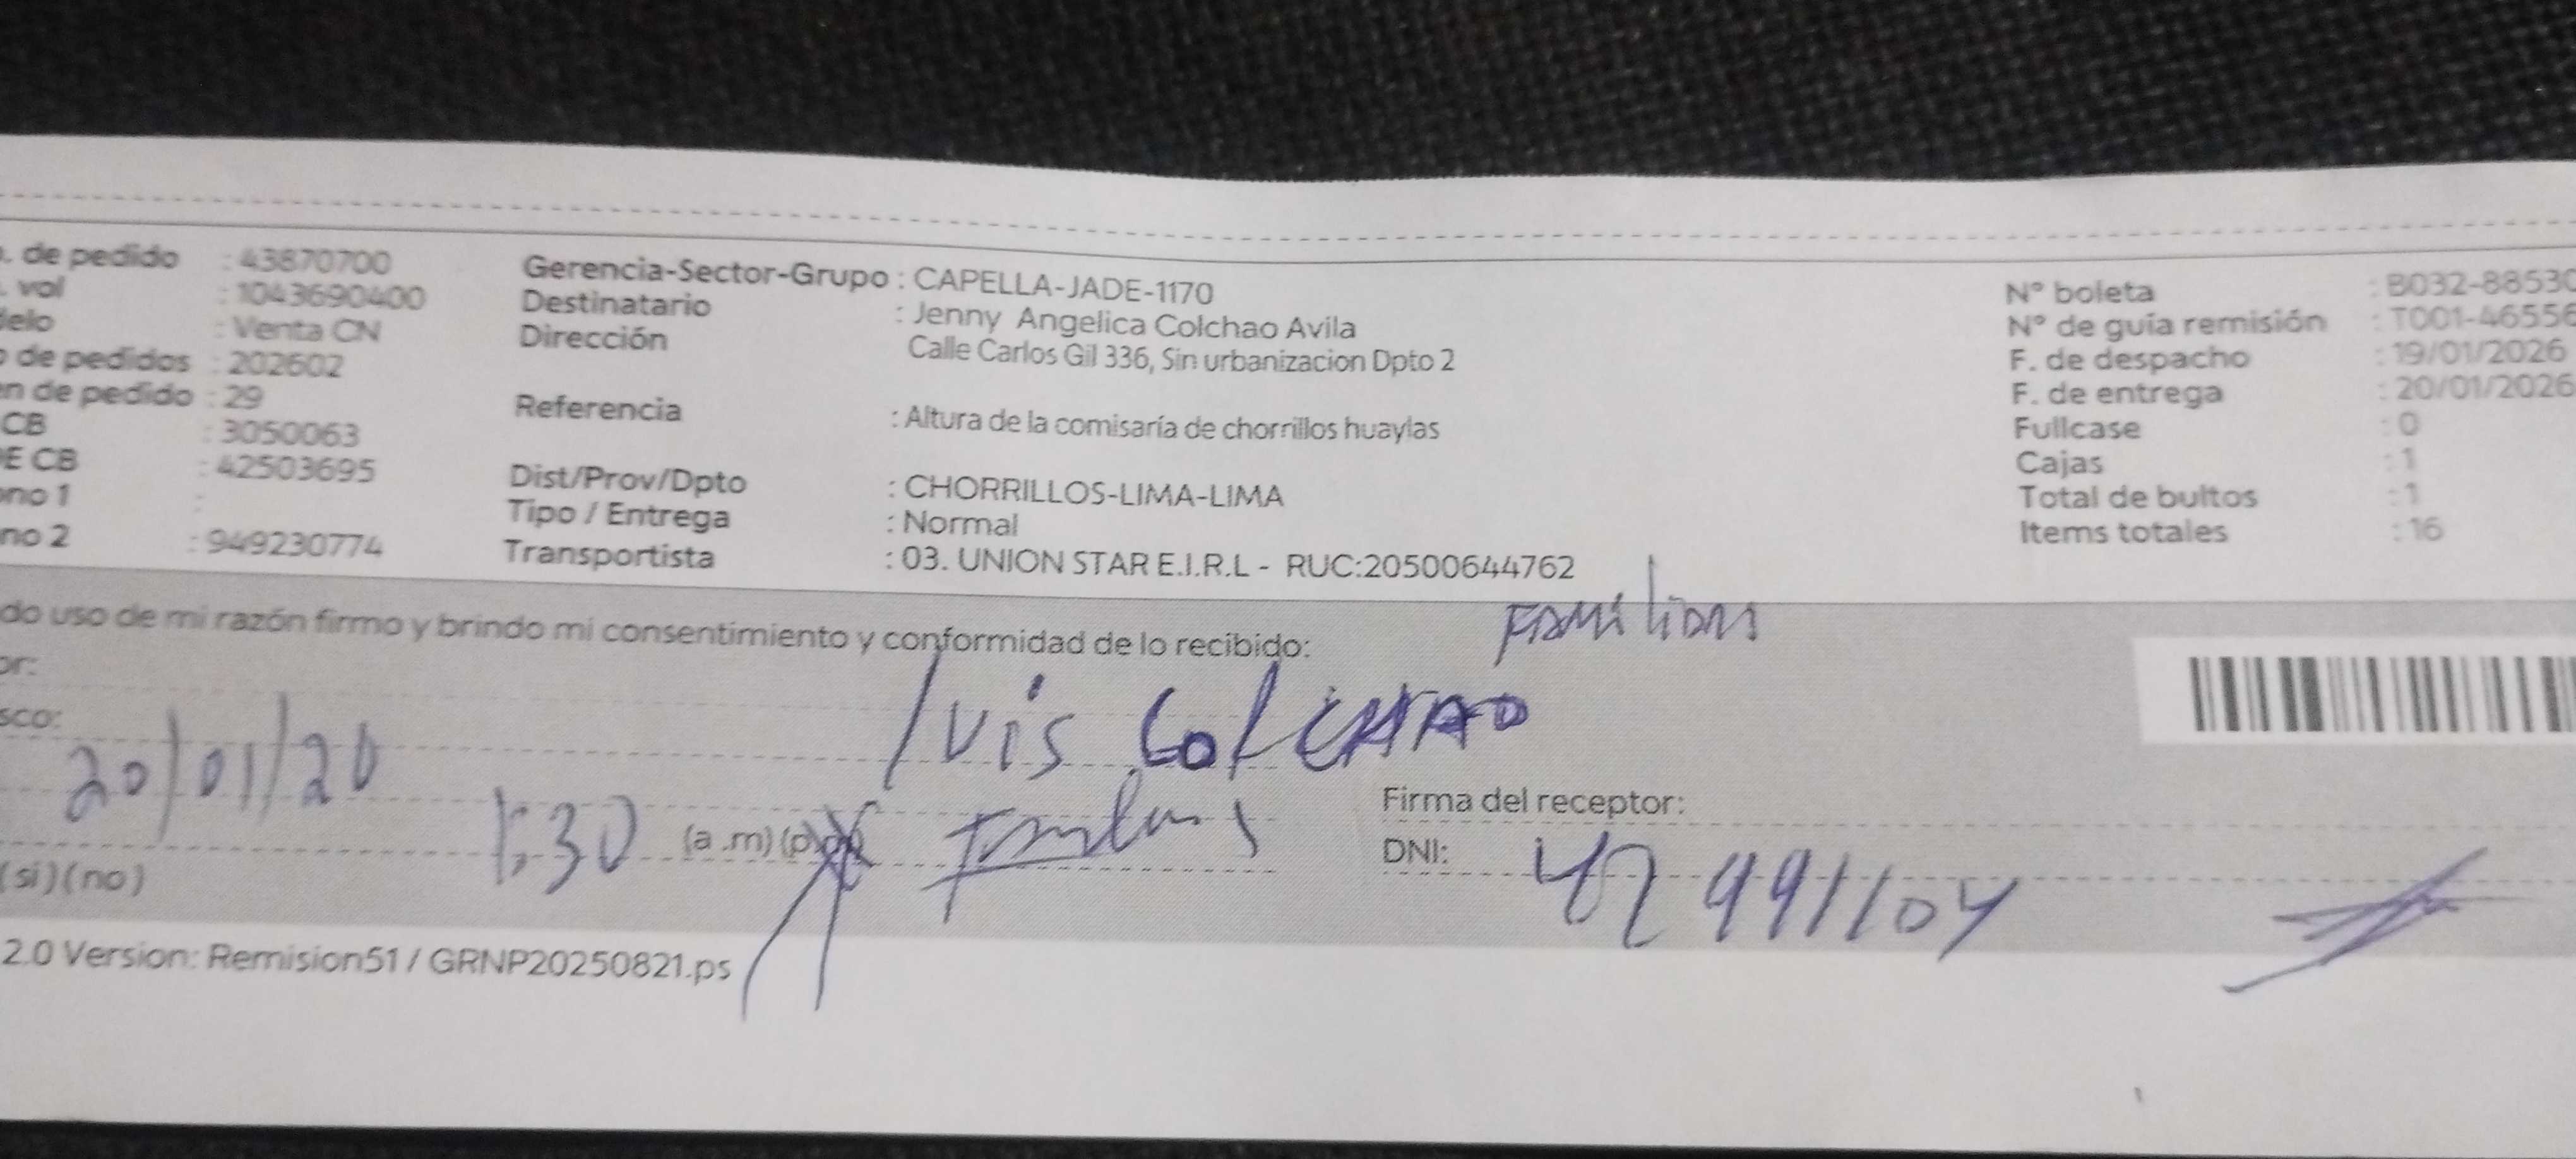 . de pedido : 43870700
. vol : 1043690400
delo : Venta CN
o de pedidos : 202602
en de pedido : 29
CB : 3050063
E CB : 42503695
ono 1 :
no 2 : 949230774
Gerencia-Sector-Grupo : CAPELLA-JADE-1170
Destinatario : Jenny Angelica Colchao Avila
Dirección Calle Carlos Gil 336, Sin urbanizacion Dpto 2
Referencia : Altura de la comisaría de chorrillos huaylas
Dist/Prov/Dpto : CHORRILLOS-LIMA-LIMA
Tipo / Entrega : Normal
Transportista : 03. UNION STAR E.I.R.L - RUC:20500644762
N° boleta : B032-88530
N° de guía remisión : T001-46556
F. de despacho : 19/01/2026
F. de entrega : 20/01/2026
Fullcase : 0
Cajas : 1
Total de bultos : 1
Items totales : 16
do uso de mi razón firmo y brindo mi consentimiento y conformidad de lo recibido:
or:
luis Colchao
sco:
20/01/20
1:30 (a .m) (p
Firma del receptor:
DNI: 42991104
(si) (no)
2.0 Version: Remision51 / GRNP20250821.ps